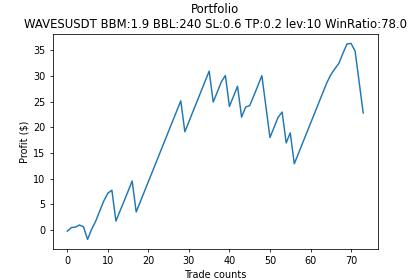 Portfolio
WAVESUSDT BBM:1.9 BBL:240 SL:0.6 TP:0.2 lev:10 WinRatio:78.0
35
30
25
20
15
10
5
0
Profit ($)
0 10 20 30 40 50 60 70
Trade counts